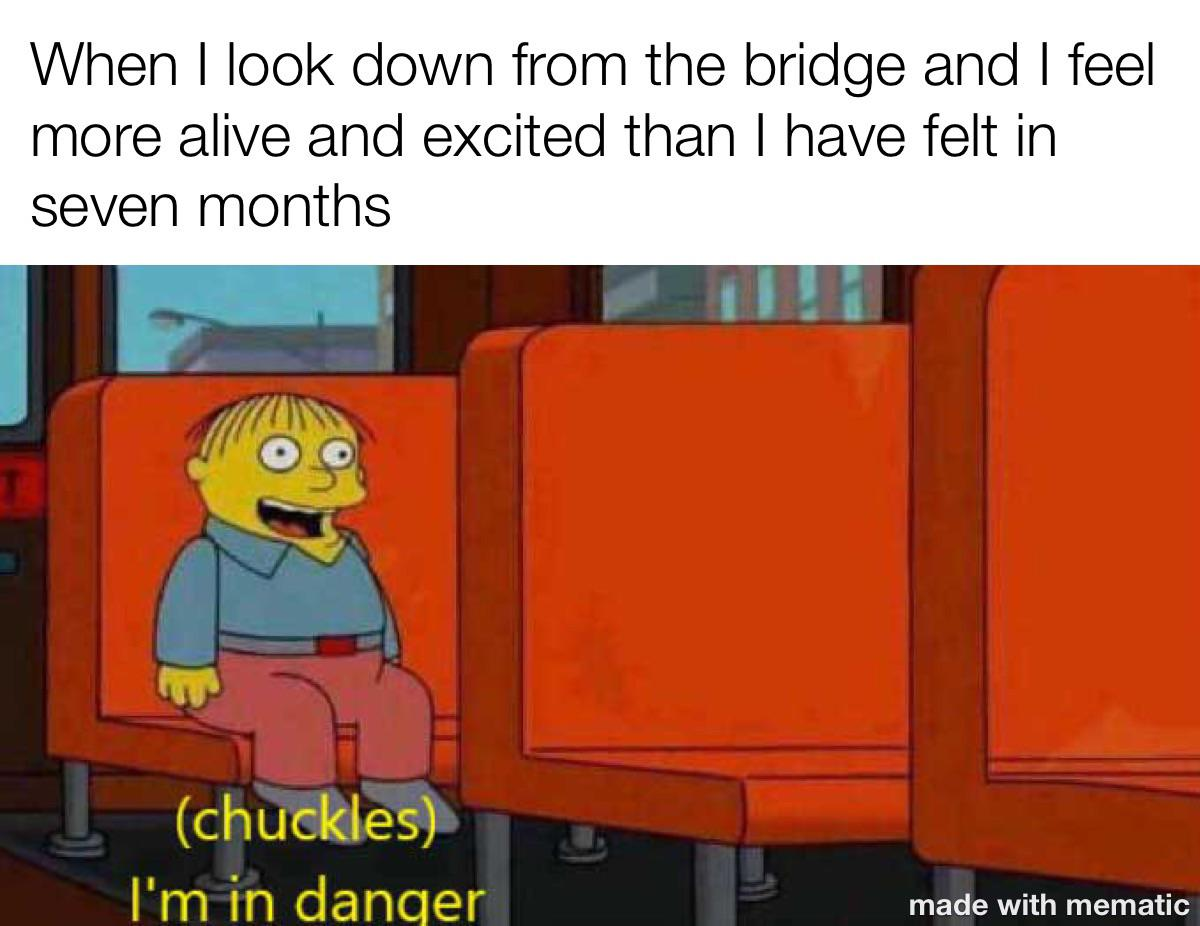 When I look down from the bridge and I feel
more alive and excited than I have felt in
seven months
T
(chuckles)
I'm in danger
made with mematic